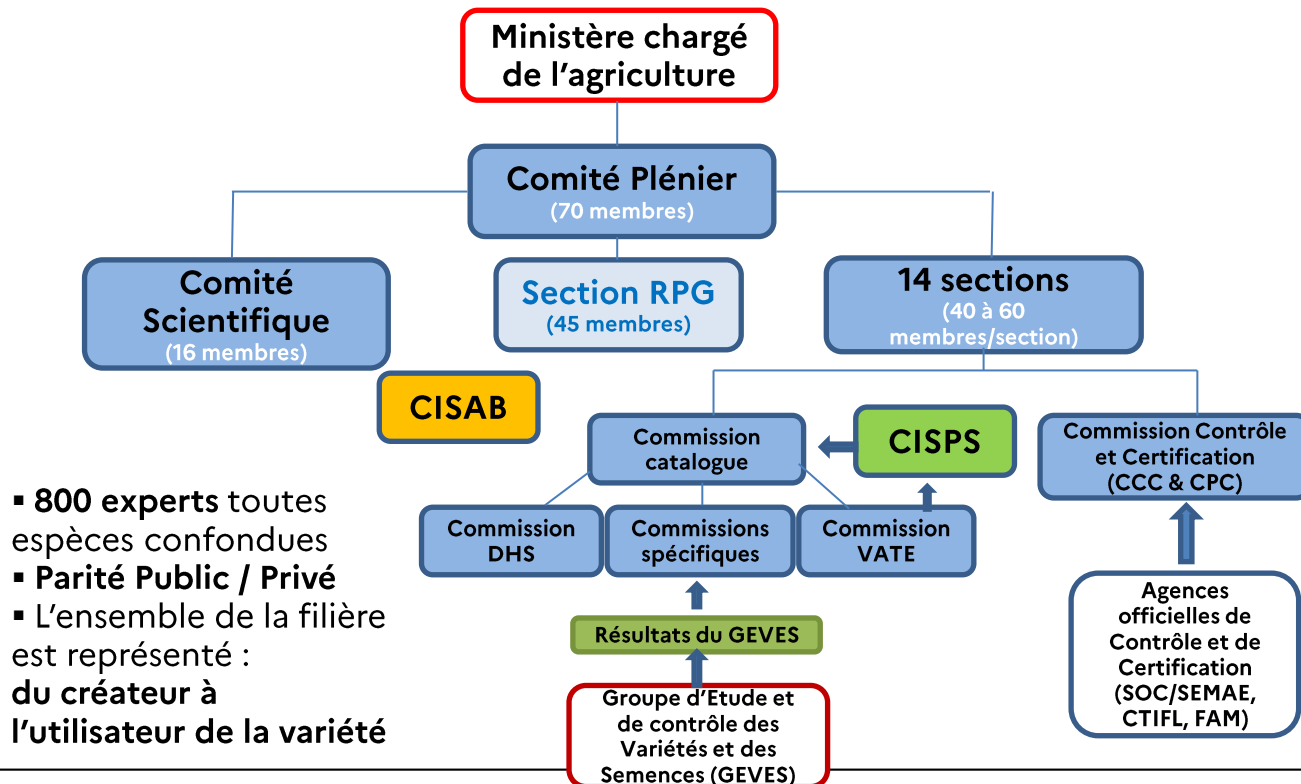 Ministère chargé
de l’agriculture
Comité Plénier
(70 membres)
Comité
Scientifique
(16 membres)
Section RPG
(45 membres)
14 sections
(40 à 60
membres/section)
CISAB
Commission
catalogue
CISPS
Commission Contrôle
et Certification
(CCC & CPC)
Commission
DHS
Commissions
spécifiques
Commission
VATE
▪ 800 experts toutes
espèces confondues
▪ Parité Public / Privé
▪ L’ensemble de la filière
est représenté :
du créateur à
l’utilisateur de la variété
Résultats du GEVES
Groupe d’Etude et
de contrôle des
Variétés et des
Semences (GEVES)
Agences
officielles de
Contrôle et de
Certification
(SOC/SEMAE,
CTIFL, FAM)